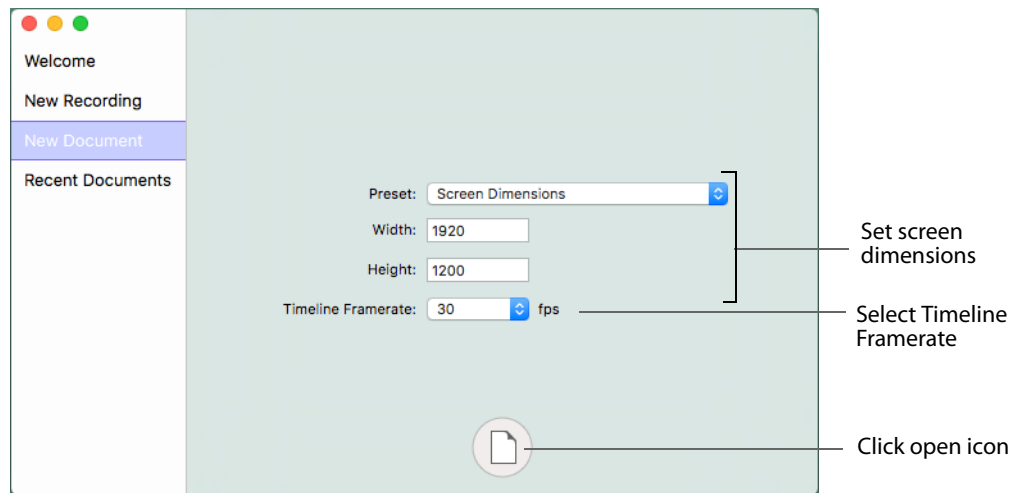 Welcome
New Recording
New Document
Recent Documents
Preset: Screen Dimensions
Width: 1920
Height: 1200
Timeline Framerate: 30 fps
Set screen
dimensions
Select Timeline
Framerate
Click open icon